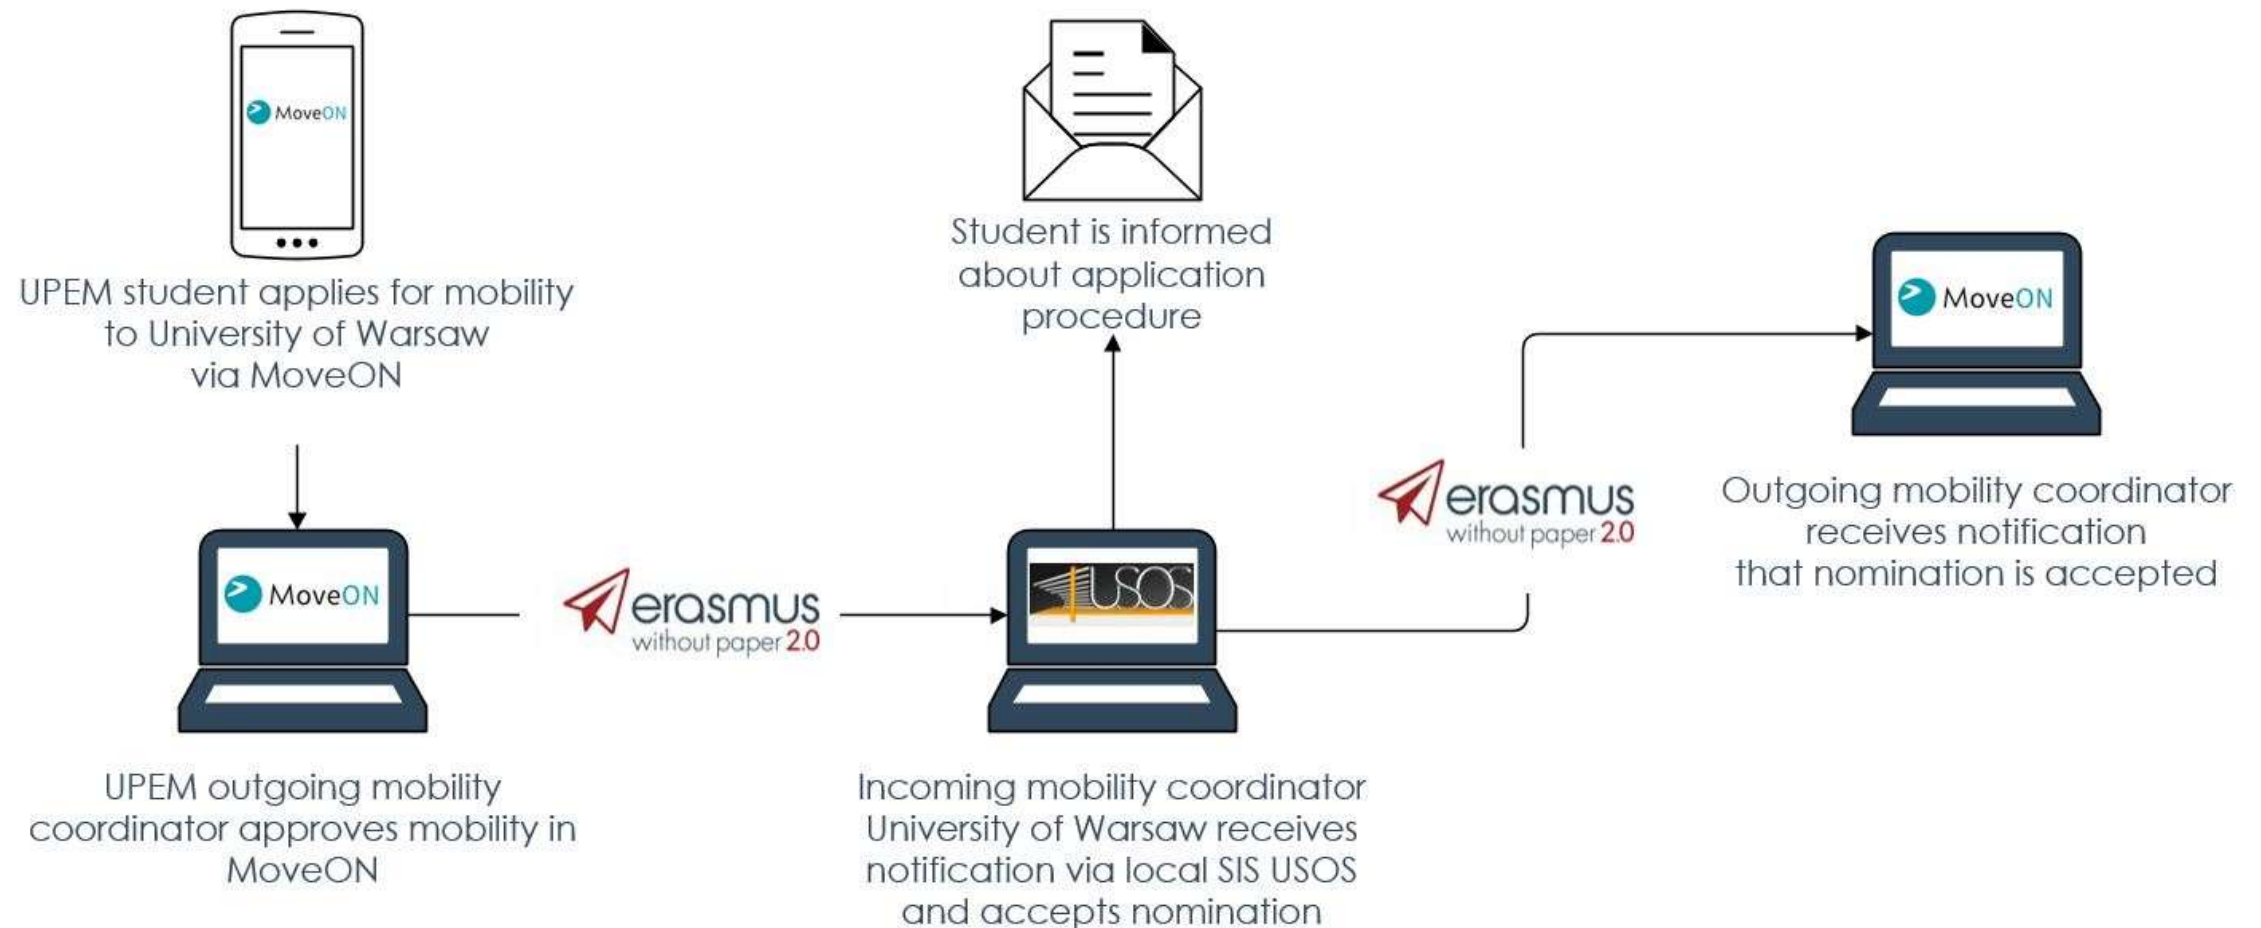 MoveON
UPEM student applies for mobility
to University of Warsaw
via MoveON
MoveON
UPEM outgoing mobility
coordinator approves mobility in
MoveON
erasmus
without paper 2.0
Student is informed
about application
procedure
USOS
Incoming mobility coordinator
University of Warsaw receives
notification via local SIS USOS
and accepts nomination
erasmus
without paper 2.0
MoveON
Outgoing mobility coordinator
receives notification
that nomination is accepted